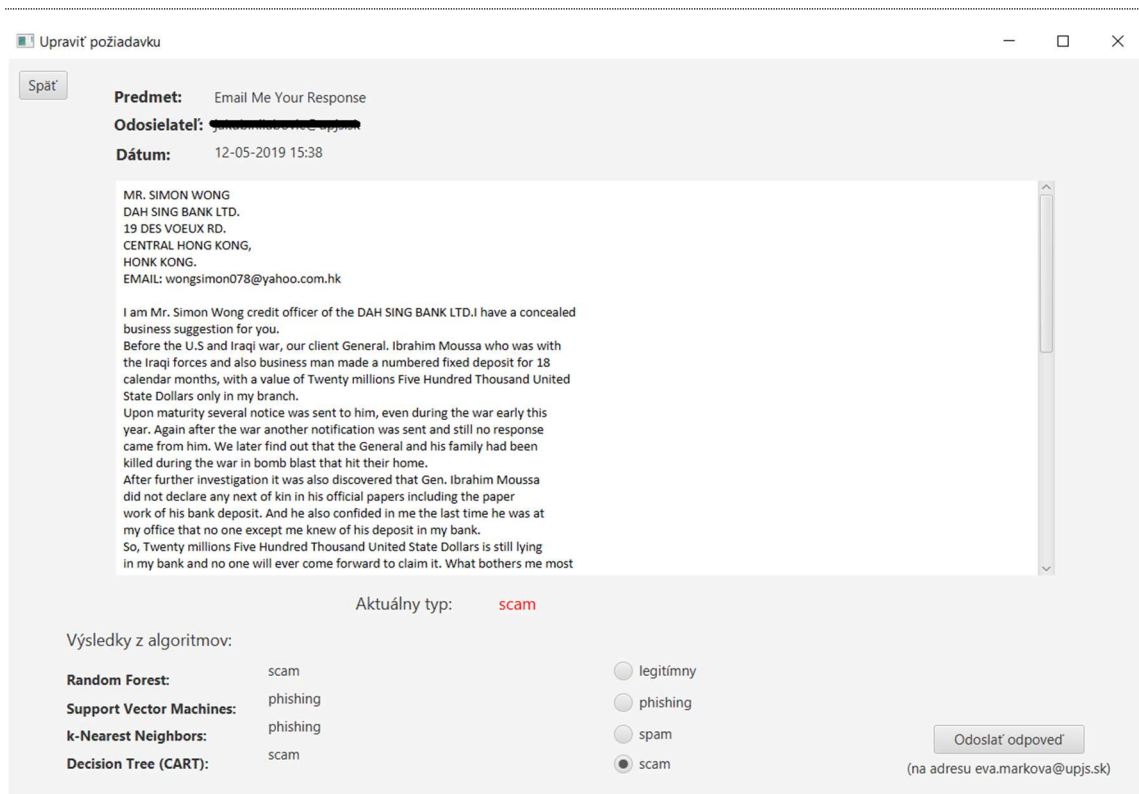 Upraviť požiadavku
Späť
Predmet: Email Me Your Response
Odosielateľ:
Dátum: 12-05-2019 15:38
MR. SIMON WONG
DAH SING BANK LTD.
19 DES VOEUX RD.
CENTRAL HONG KONG,
HONK KONG.
EMAIL: wongsimon078@yahoo.com.hk
I am Mr. Simon Wong credit officer of the DAH SING BANK LTD.I have a concealed
business suggestion for you.
Before the U.S and Iraqi war, our client General. Ibrahim Moussa who was with
the Iraqi forces and also business man made a numbered fixed deposit for 18
calendar months, with a value of Twenty millions Five Hundred Thousand United
State Dollars only in my branch.
Upon maturity several notice was sent to him, even during the war early this
year. Again after the war another notification was sent and still no response
came from him. We later find out that the General and his family had been
killed during the war in bomb blast that hit their home.
After further investigation it was also discovered that Gen. Ibrahim Moussa
did not declare any next of kin in his official papers including the paper
work of his bank deposit. And he also confided in me the last time he was at
my office that no one except me knew of his deposit in my bank.
So, Twenty millions Five Hundred Thousand United State Dollars is still lying
in my bank and no one will ever come forward to claim it. What bothers me most
Aktuálny typ: scam
Výsledky z algoritmov:
Random Forest: scam
Support Vector Machines: phishing
k-Nearest Neighbors: phishing
Decision Tree (CART): scam
legitímny
phishing
spam
scam
Odoslať odpoveď
(na adresu eva.markova@upjs.sk)